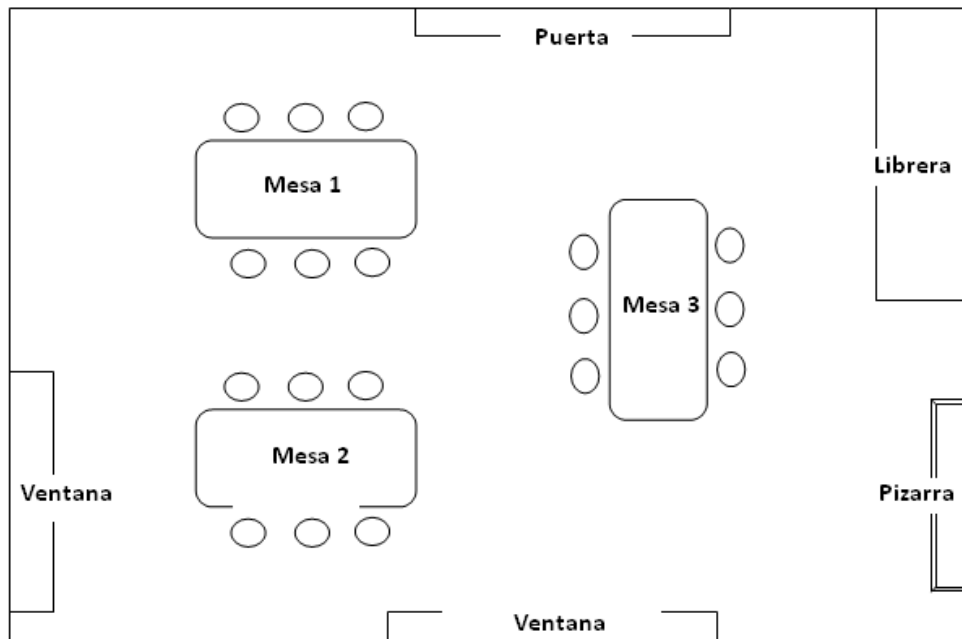 Puerta
Librera
Mesa 1
Mesa 3
Mesa 2
Ventana
Pizarra
Ventana